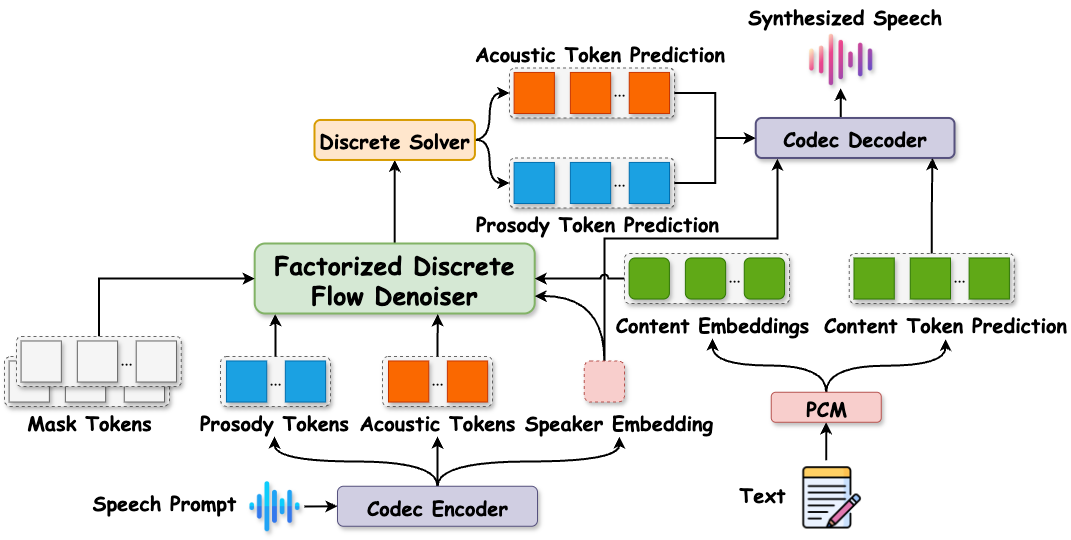 Synthesized Speech
Acoustic Token Prediction
...
Discrete Solver
Codec Decoder
...
Prosody Token Prediction
Factorized Discrete
Flow Denoiser
...
...
Content Embeddings
Content Token Prediction
...
...
...
Mask Tokens
Prosody Tokens
Acoustic Tokens
Speaker Embedding
PCM
Speech Prompt
Codec Encoder
Text